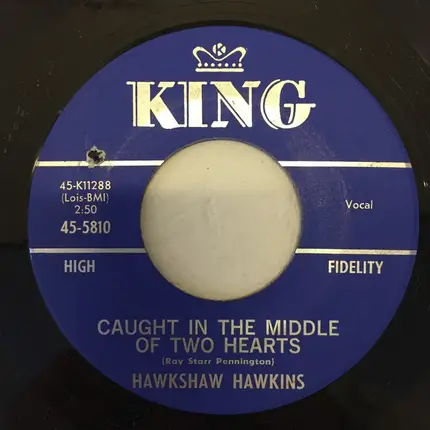 K
KING
45-K11288
(Lois-BMI)
2:50
45-5810
Vocal
HIGH FIDELITY
CAUGHT IN THE MIDDLE
OF TWO HEARTS
(Ray Starr Pennington)
HAWKSHAW HAWKINS